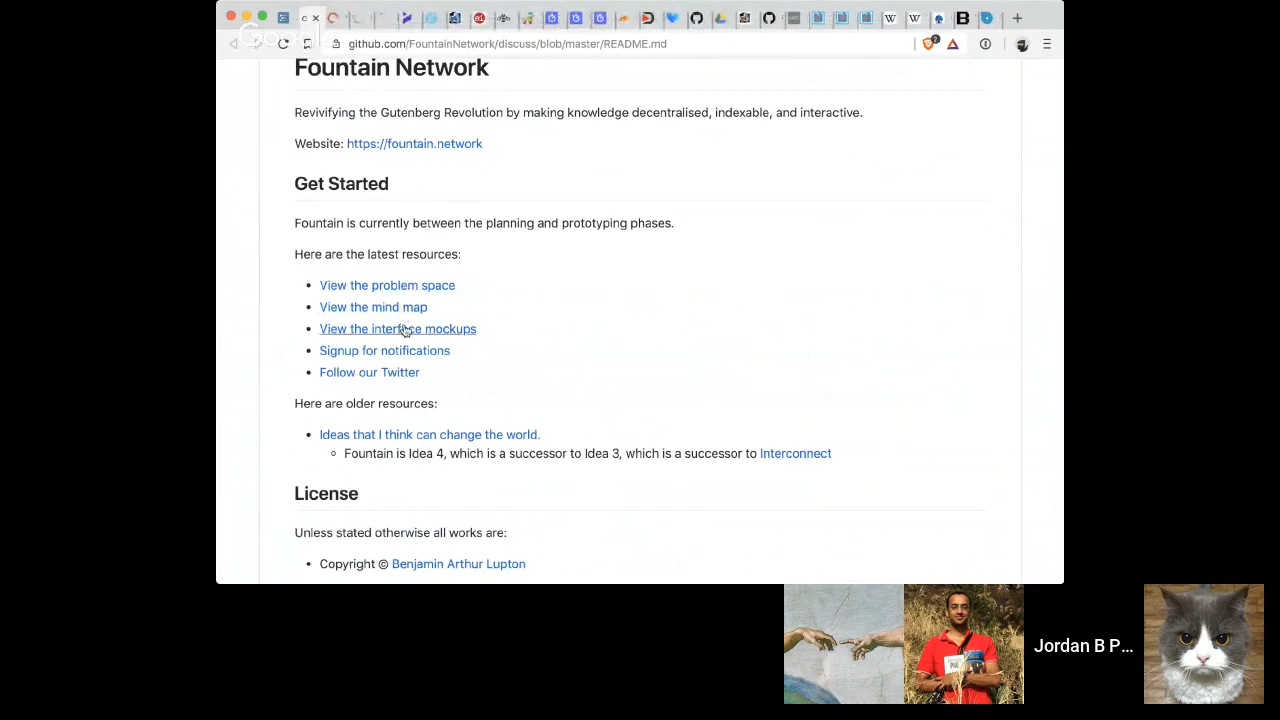 github.com/FountainNetwork/discuss/blob/master/README.md
2
Fountain Network
Revivifying the Gutenberg Revolution by making knowledge decentralised, indexable, and interactive.
Website: https://fountain.network
Get Started
Fountain is currently between the planning and prototyping phases.
Here are the latest resources:
• View the problem space
• View the mind map
• View the interface mockups
• Signup for notifications
• Follow our Twitter
Here are older resources:
• Ideas that I think can change the world.
◦ Fountain is Idea 4, which is a successor to Idea 3, which is a successor to Interconnect
License
Unless stated otherwise all works are:
• Copyright © Benjamin Arthur Lupton
Jordan B P...